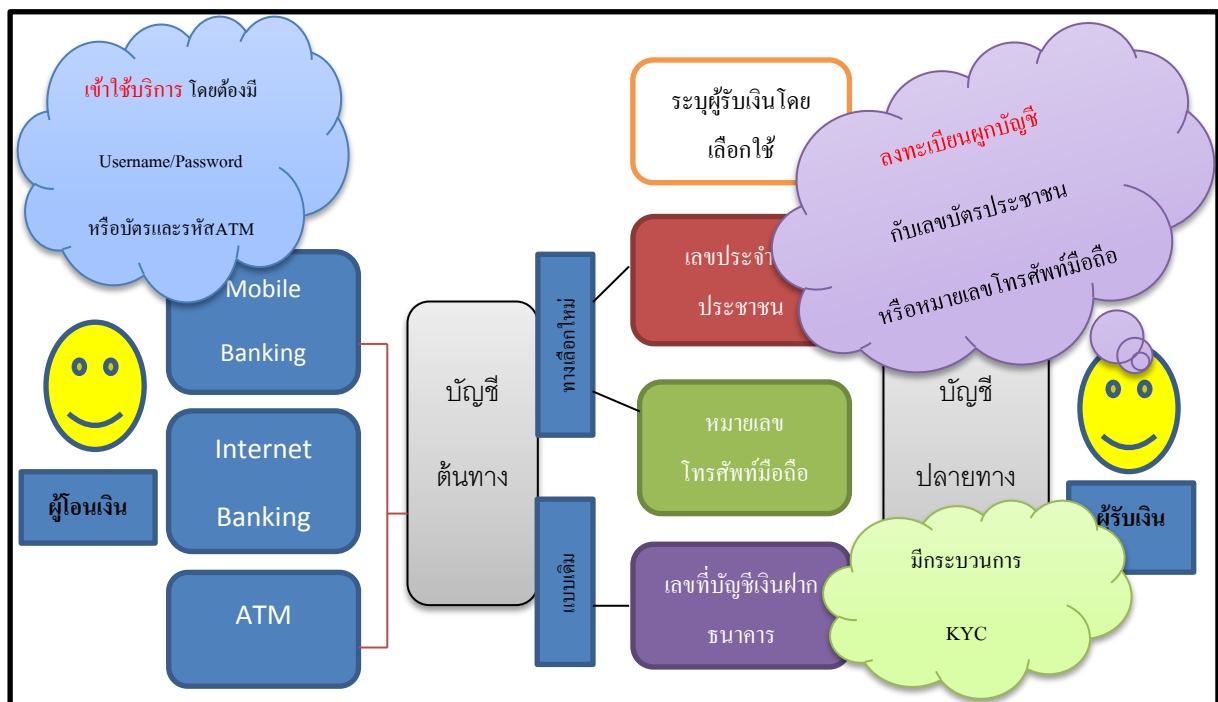 เข้าใช้บริการ โดยต้องมี
Username/Password
หรือบัตรและรหัสATM
Mobile
Banking
Internet
Banking
ATM
ผู้โอนเงิน
บัญชี
ต้นทาง
ทางเลือกใหม่
แบบเดิม
ระบุผู้รับเงินโดย
เลือกใช้
ประชาชน
หมายเลข
โทรศัพท์มือถือ
เลขที่บัญชีเงินฝาก
ธนาคาร
ลงทะเบียนผูกบัญชี
กับเลขบัตรประชาชน
หรือหมายเลขโทรศัพท์มือถือ
บัญชี
ปลายทาง
ผู้รับเงิน
มีกระบวนการ
KYC